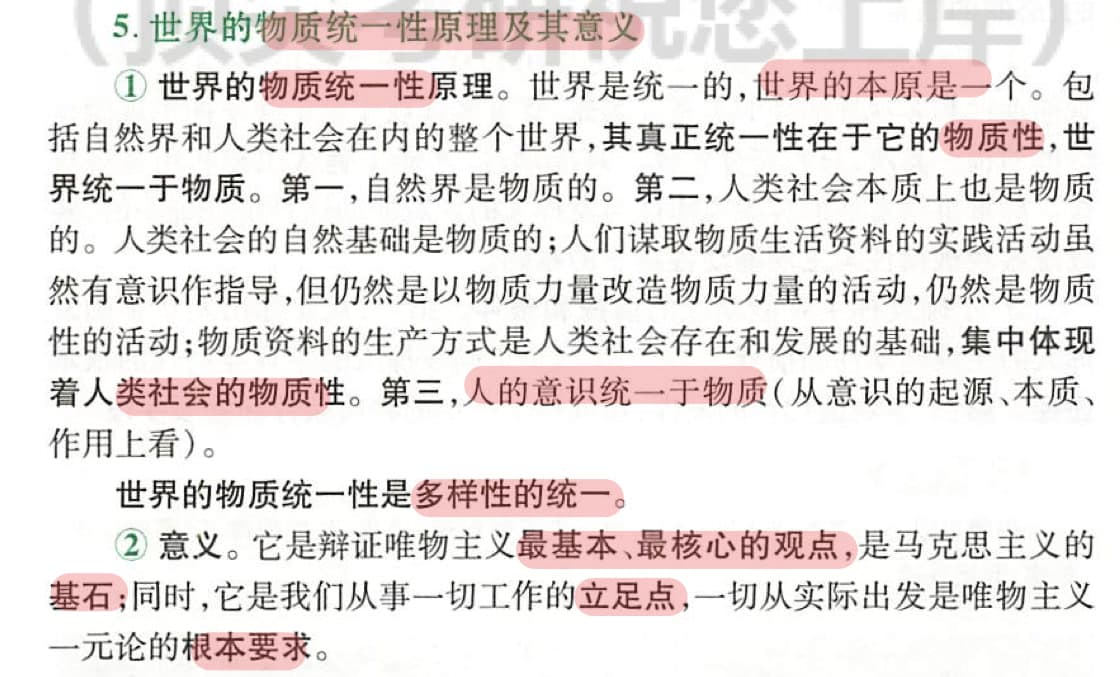 5. 世界的物质统一性原理及其意义
① 世界的物质统一性原理。世界是统一的,世界的本原是一个。包
括自然界和人类社会在内的整个世界,其真正统一性在于它的物质性,世
界统一于物质。第一,自然界是物质的。第二,人类社会本质上也是物质
的。人类社会的自然基础是物质的;人们谋取物质生活资料的实践活动虽
然有意识作指导,但仍然是以物质力量改造物质力量的活动,仍然是物质
性的活动;物质资料的生产方式是人类社会存在和发展的基础,集中体现
着人类社会的物质性。第三,人的意识统一于物质(从意识的起源、本质、
作用上看)。
世界的物质统一性是多样性的统一。
② 意义。它是辩证唯物主义最基本、最核心的观点,是马克思主义的
基石;同时,它是我们从事一切工作的立足点,一切从实际出发是唯物主义
一元论的根本要求。